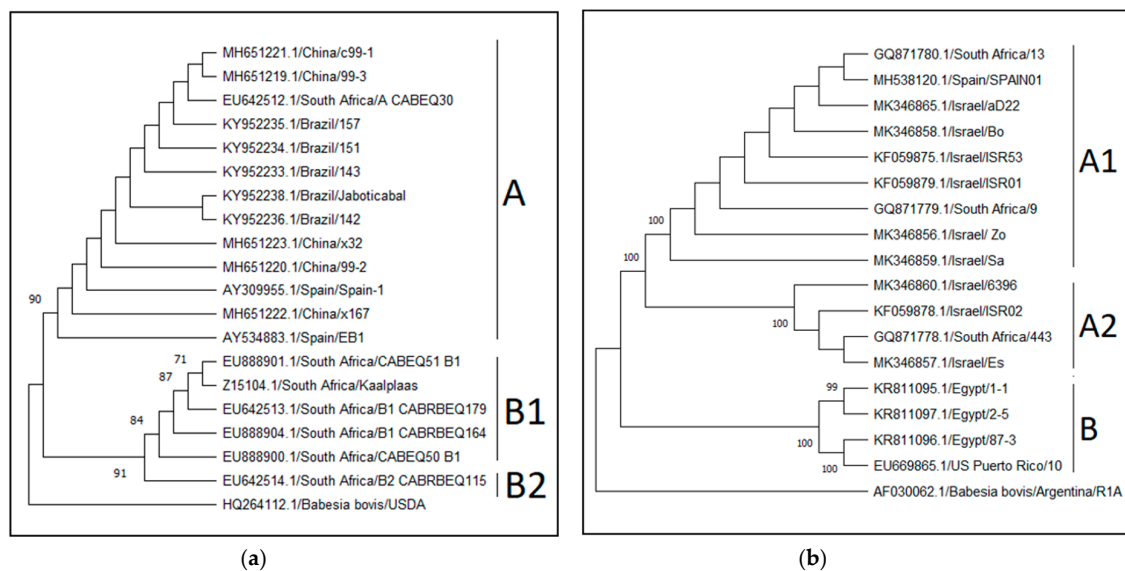 MH651221.1/China/c99-1
MH651219.1/China/99-3
EU642512.1/South Africa/A CABEQ30
KY952235.1/Brazil/157
KY952234.1/Brazil/151
KY952233.1/Brazil/143
KY952238.1/Brazil/Jaboticabal
KY952236.1/Brazil/142
MH651223.1/China/x32
MH651220.1/China/99-2
AY309955.1/Spain/Spain-1
MH651222.1/China/x167
AY534883.1/Spain/EB1
EU888901.1/South Africa/CABEQ51 B1
Z15104.1/South Africa/Kaalplaas
EU642513.1/South Africa/B1 CABRBEQ179
EU888904.1/South Africa/B1 CABRBEQ164
EU888900.1/South Africa/CABEQ50 B1
EU642514.1/South Africa/B2 CABRBEQ115
HQ264112.1/Babesia bovis/USDA
90
71
87
84
91
A
B1
B2
(a)
GQ871780.1/South Africa/13
MH538120.1/Spain/SPAIN01
MK346865.1/Israel/aD22
MK346858.1/Israel/Bo
KF059875.1/Israel/ISR53
KF059879.1/Israel/ISR01
GQ871779.1/South Africa/9
MK346856.1/Israel/ Zo
MK346859.1/Israel/Sa
MK346860.1/Israel/6396
KF059878.1/Israel/ISR02
GQ871778.1/South Africa/443
MK346857.1/Israel/Es
KR811095.1/Egypt/1-1
KR811097.1/Egypt/2-5
KR811096.1/Egypt/87-3
EU669865.1/US Puerto Rico/10
AF030062.1/Babesia bovis/Argentina/R1A
100
100
100
99
100
100
A1
A2
B
(b)